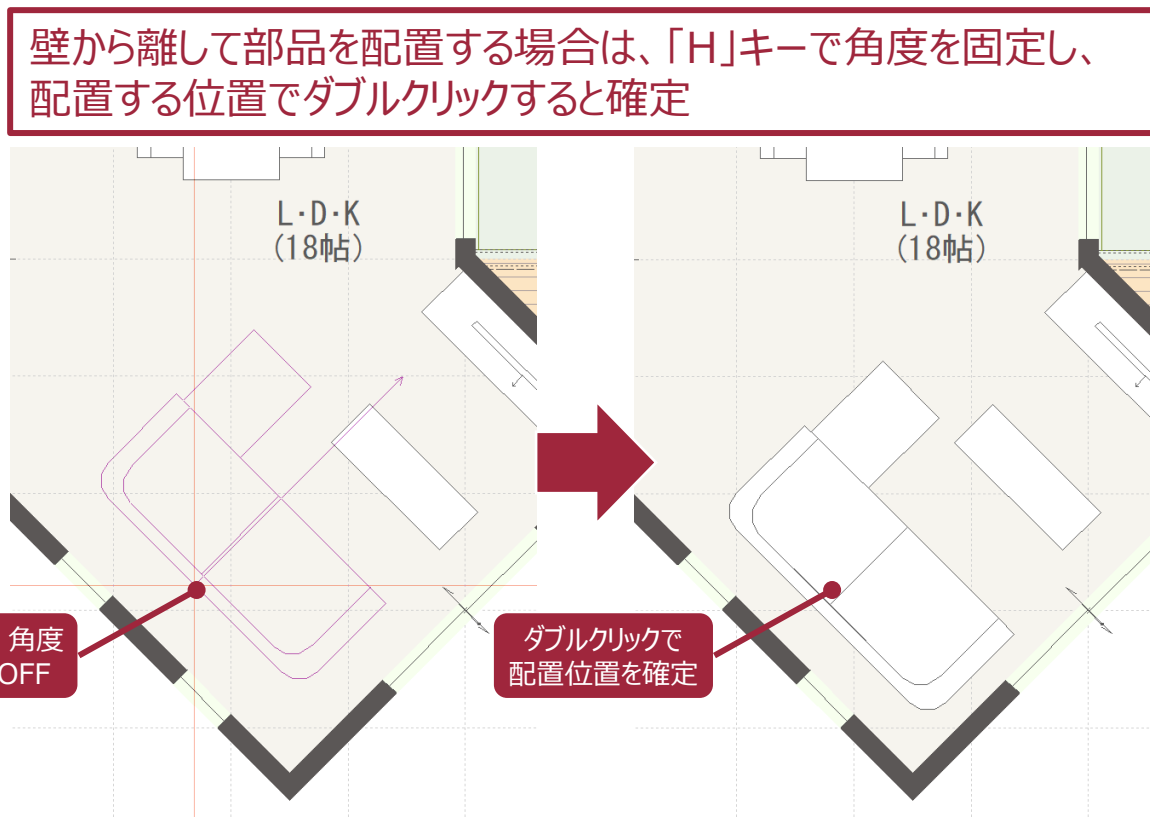 壁から離して部品を配置する場合は、「H」キーで角度を固定し、
配置する位置でダブルクリックすると確定
L・D・K
(18帖)
L・D・K
(18帖)
角度
OFF
ダブルクリックで
配置位置を確定